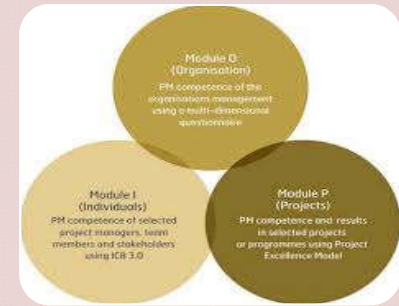 Module O
(Organisation)
PM competence of the
organisations management
using a multi-dimensional
questionnaire
Module I
(Individuals)
PM competence of selected
project managers, team
members and stakeholders
using ICB 3.0
Module P
(Projects)
PM competence and results
in selected projects
or programmes using Project
Excellence Model